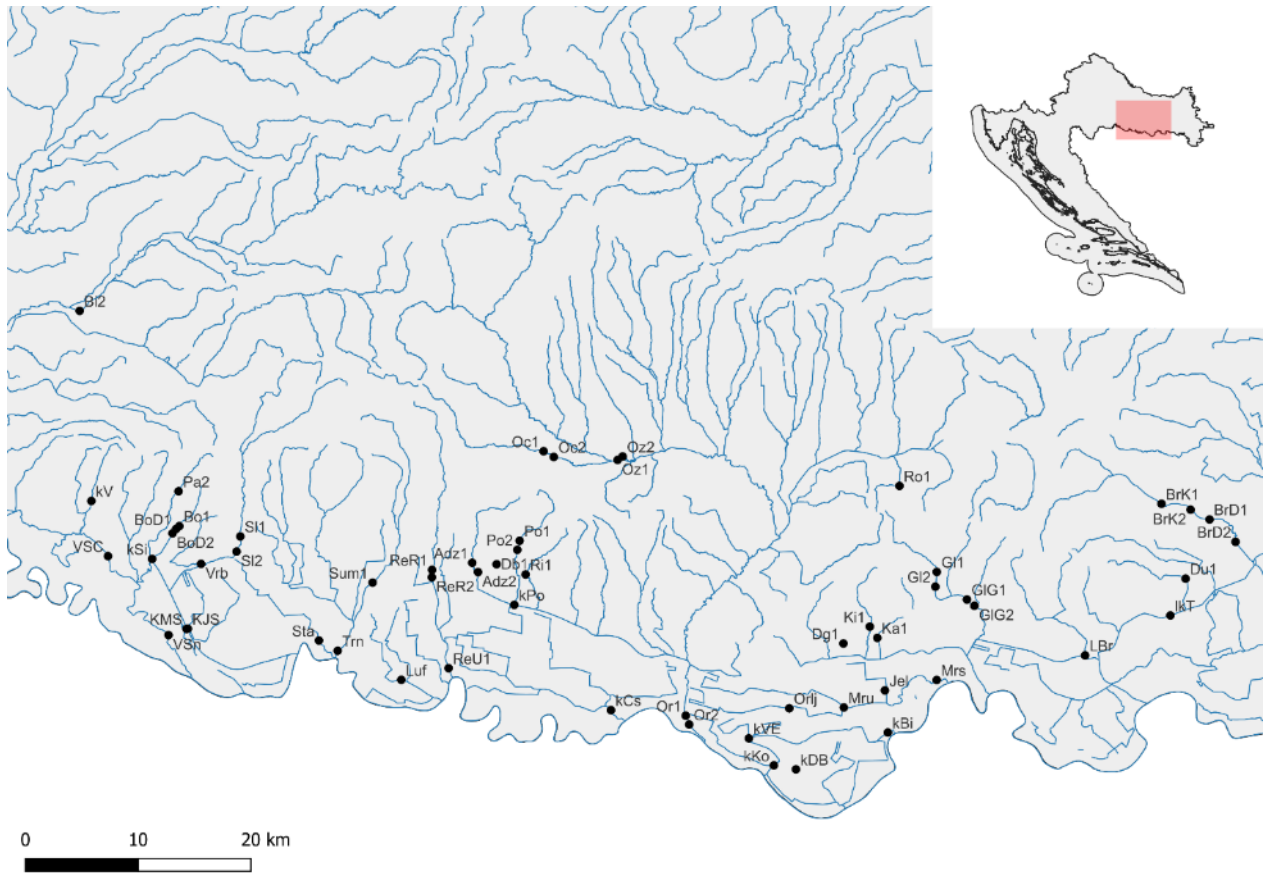 Bl2
Oc1
Oc2
Oz2
Oz1
Ro1
kV
Pa2
BrK1
BrK2
BrD1
BrD2
BoD1
Bo1
BoD2
Sl1
Sl2
VSC
kSi
Vrb
Sum1
ReR1
ReR2
Adz1
Adz2
Po1
Po2
Db1
Ri1
kPo
Gl1
Gl2
GlG1
GlG2
Du1
IkT
KMS
KJS
VSn
Sta
Trn
Luf
ReU1
Ki1
Ka1
Dg1
LBr
kCs
Or1
Or2
Orlj
Mru
Jel
Mrs
kVE
kBi
kKo
kDB
0 10 20 km